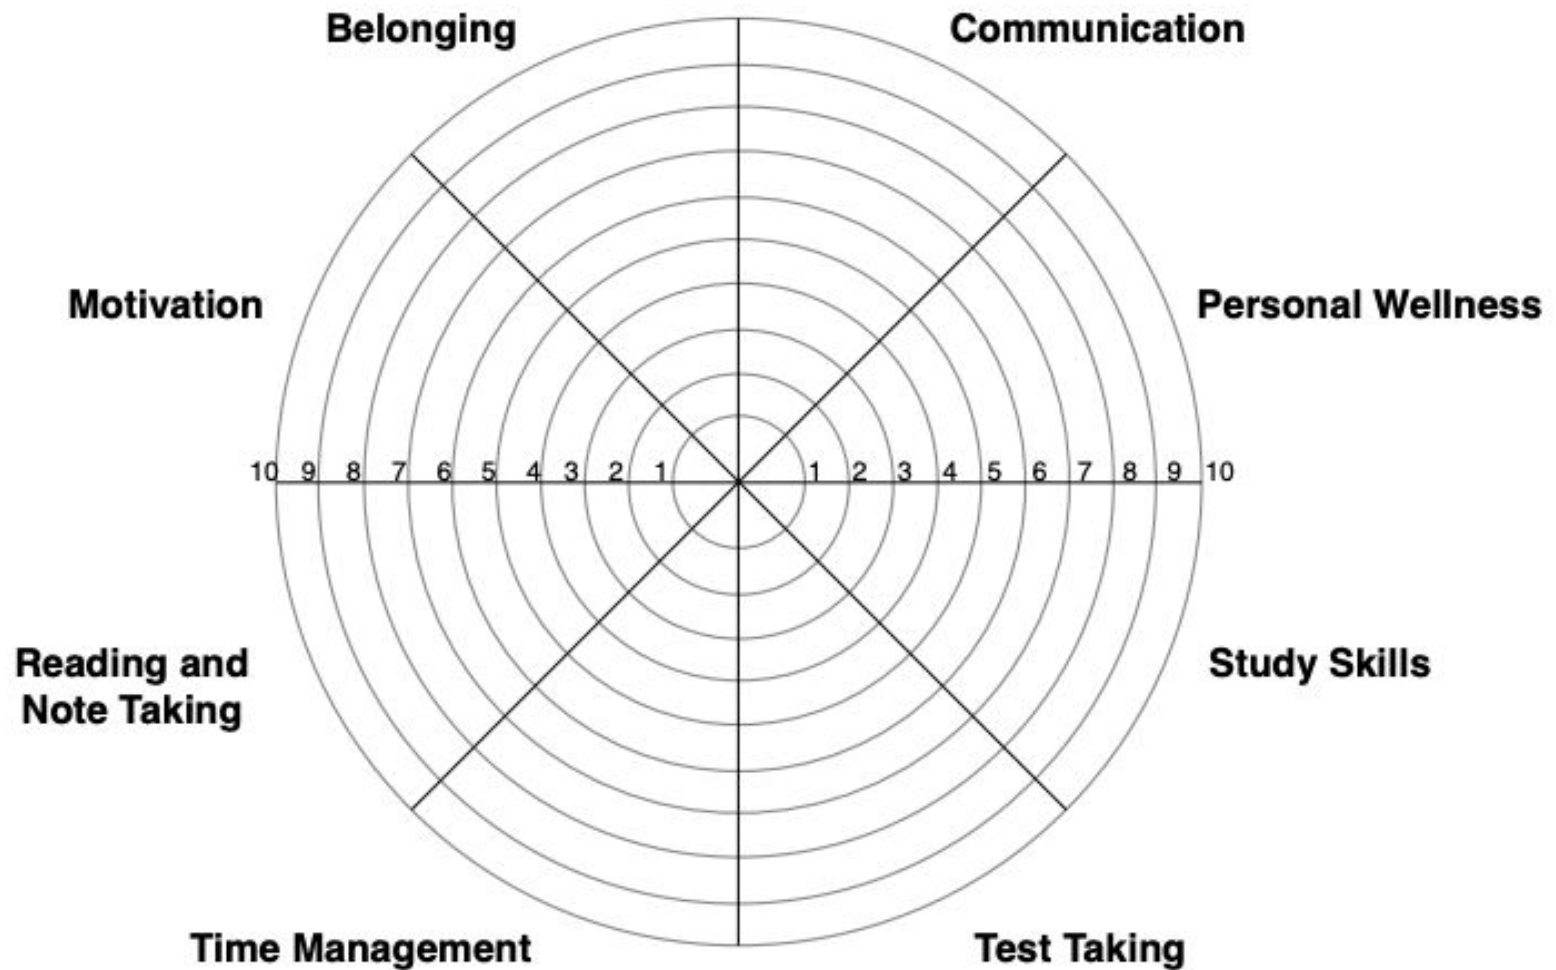 Belonging
Communication
Motivation
Personal Wellness
10 9 8 7 6 5 4 3 2 1 1 2 3 4 5 6 7 8 9 10
Reading and
Note Taking
Study Skills
Time Management
Test Taking